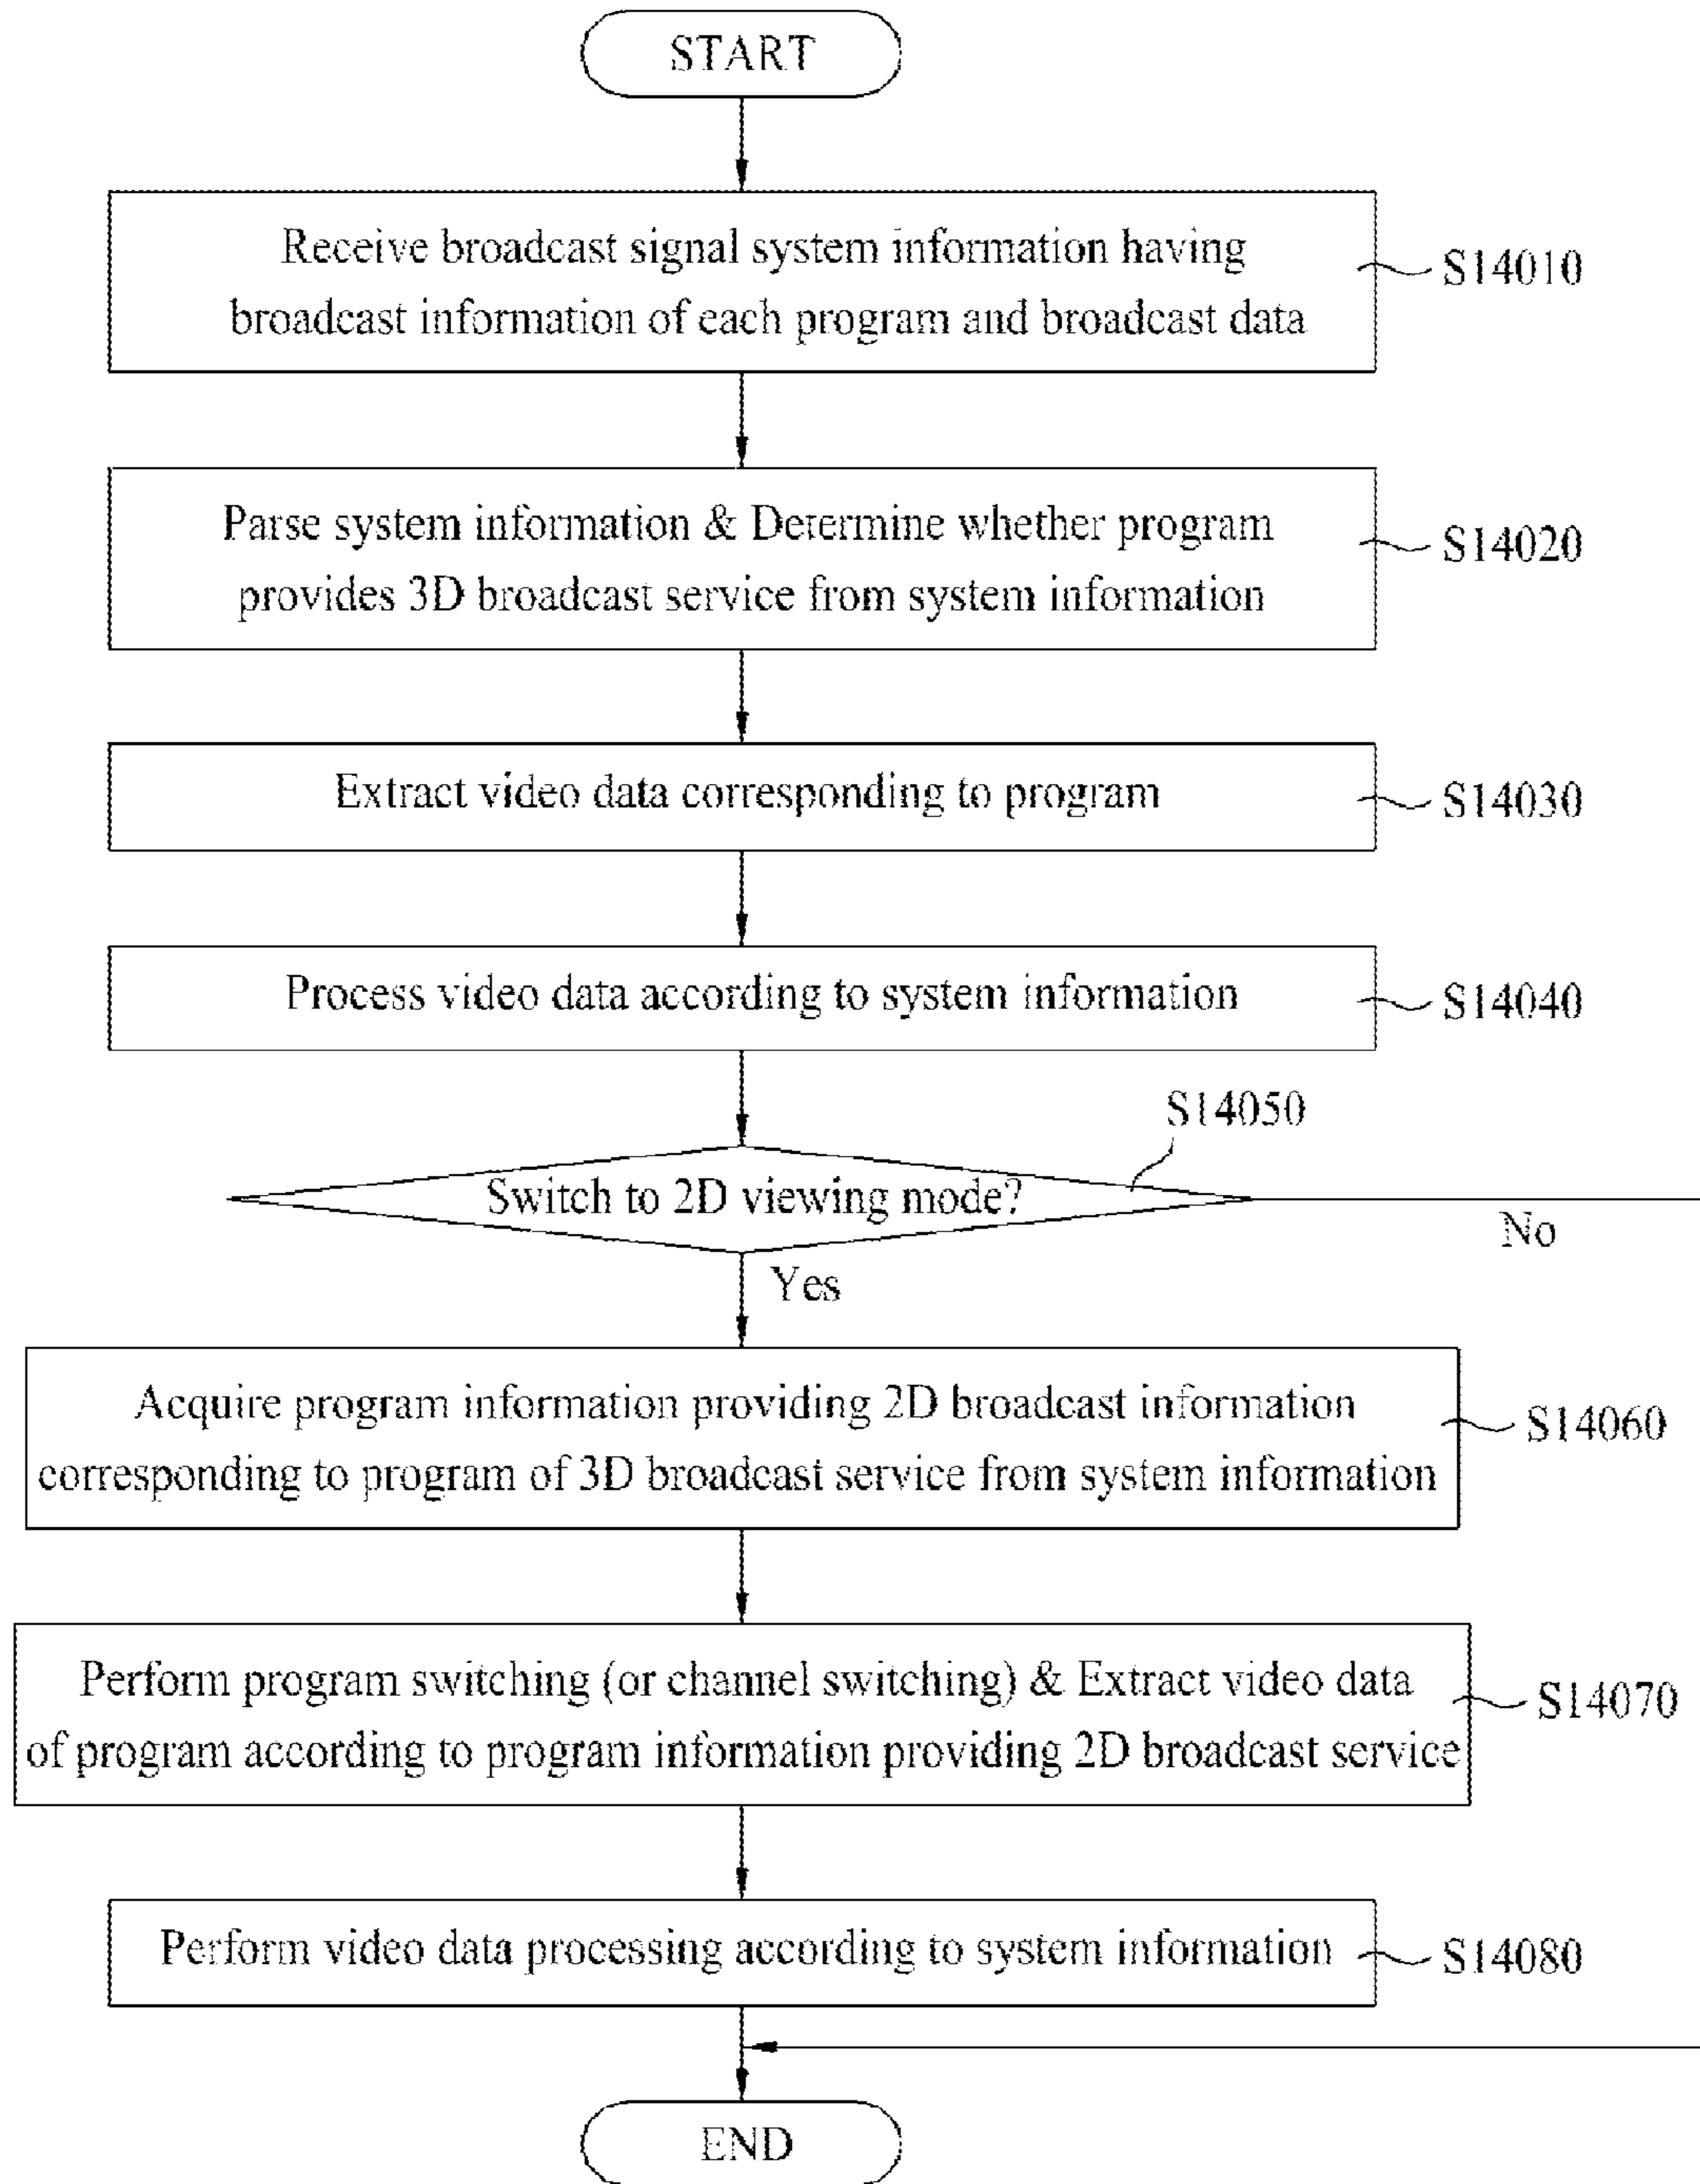 START
Receive broadcast signal system information having
broadcast information of each program and broadcast data
S14010
Parse system information & Determine whether program
provides 3D broadcast service from system information
S14020
Extract video data corresponding to program
S14030
Process video data according to system information
S14040
S14050
Switch to 2D viewing mode?
No
Yes
Acquire program information providing 2D broadcast information
corresponding to program of 3D broadcast service from system information
S14060
Perform program switching (or channel switching) & Extract video data
of program according to program information providing 2D broadcast service
S14070
Perform video data processing according to system information
S14080
END